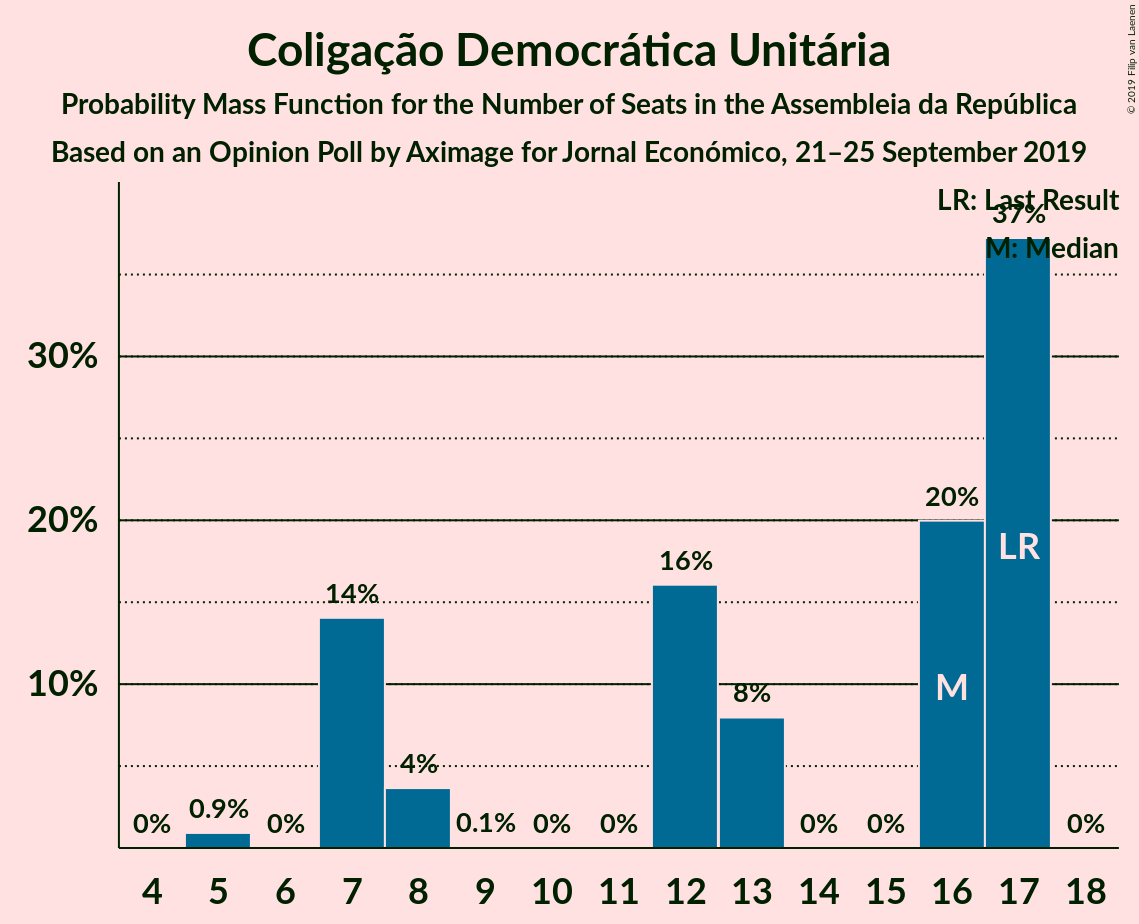 Coligação Democrática Unitária
Probability Mass Function for the Number of Seats in the Assembleia da República
Based on an Opinion Poll by Aximage for Jornal Económico, 21–25 September 2019
© 2019 Filip van Laenen
LR: Last Result
M: Median
37%
30%
20%
20%
LR
16%
14%
10%
M
8%
4%
0%
0.9%
0%
0.1%
0%
0%
0%
0%
0%
4 5 6 7 8 9 10 11 12 13 14 15 16 17 18